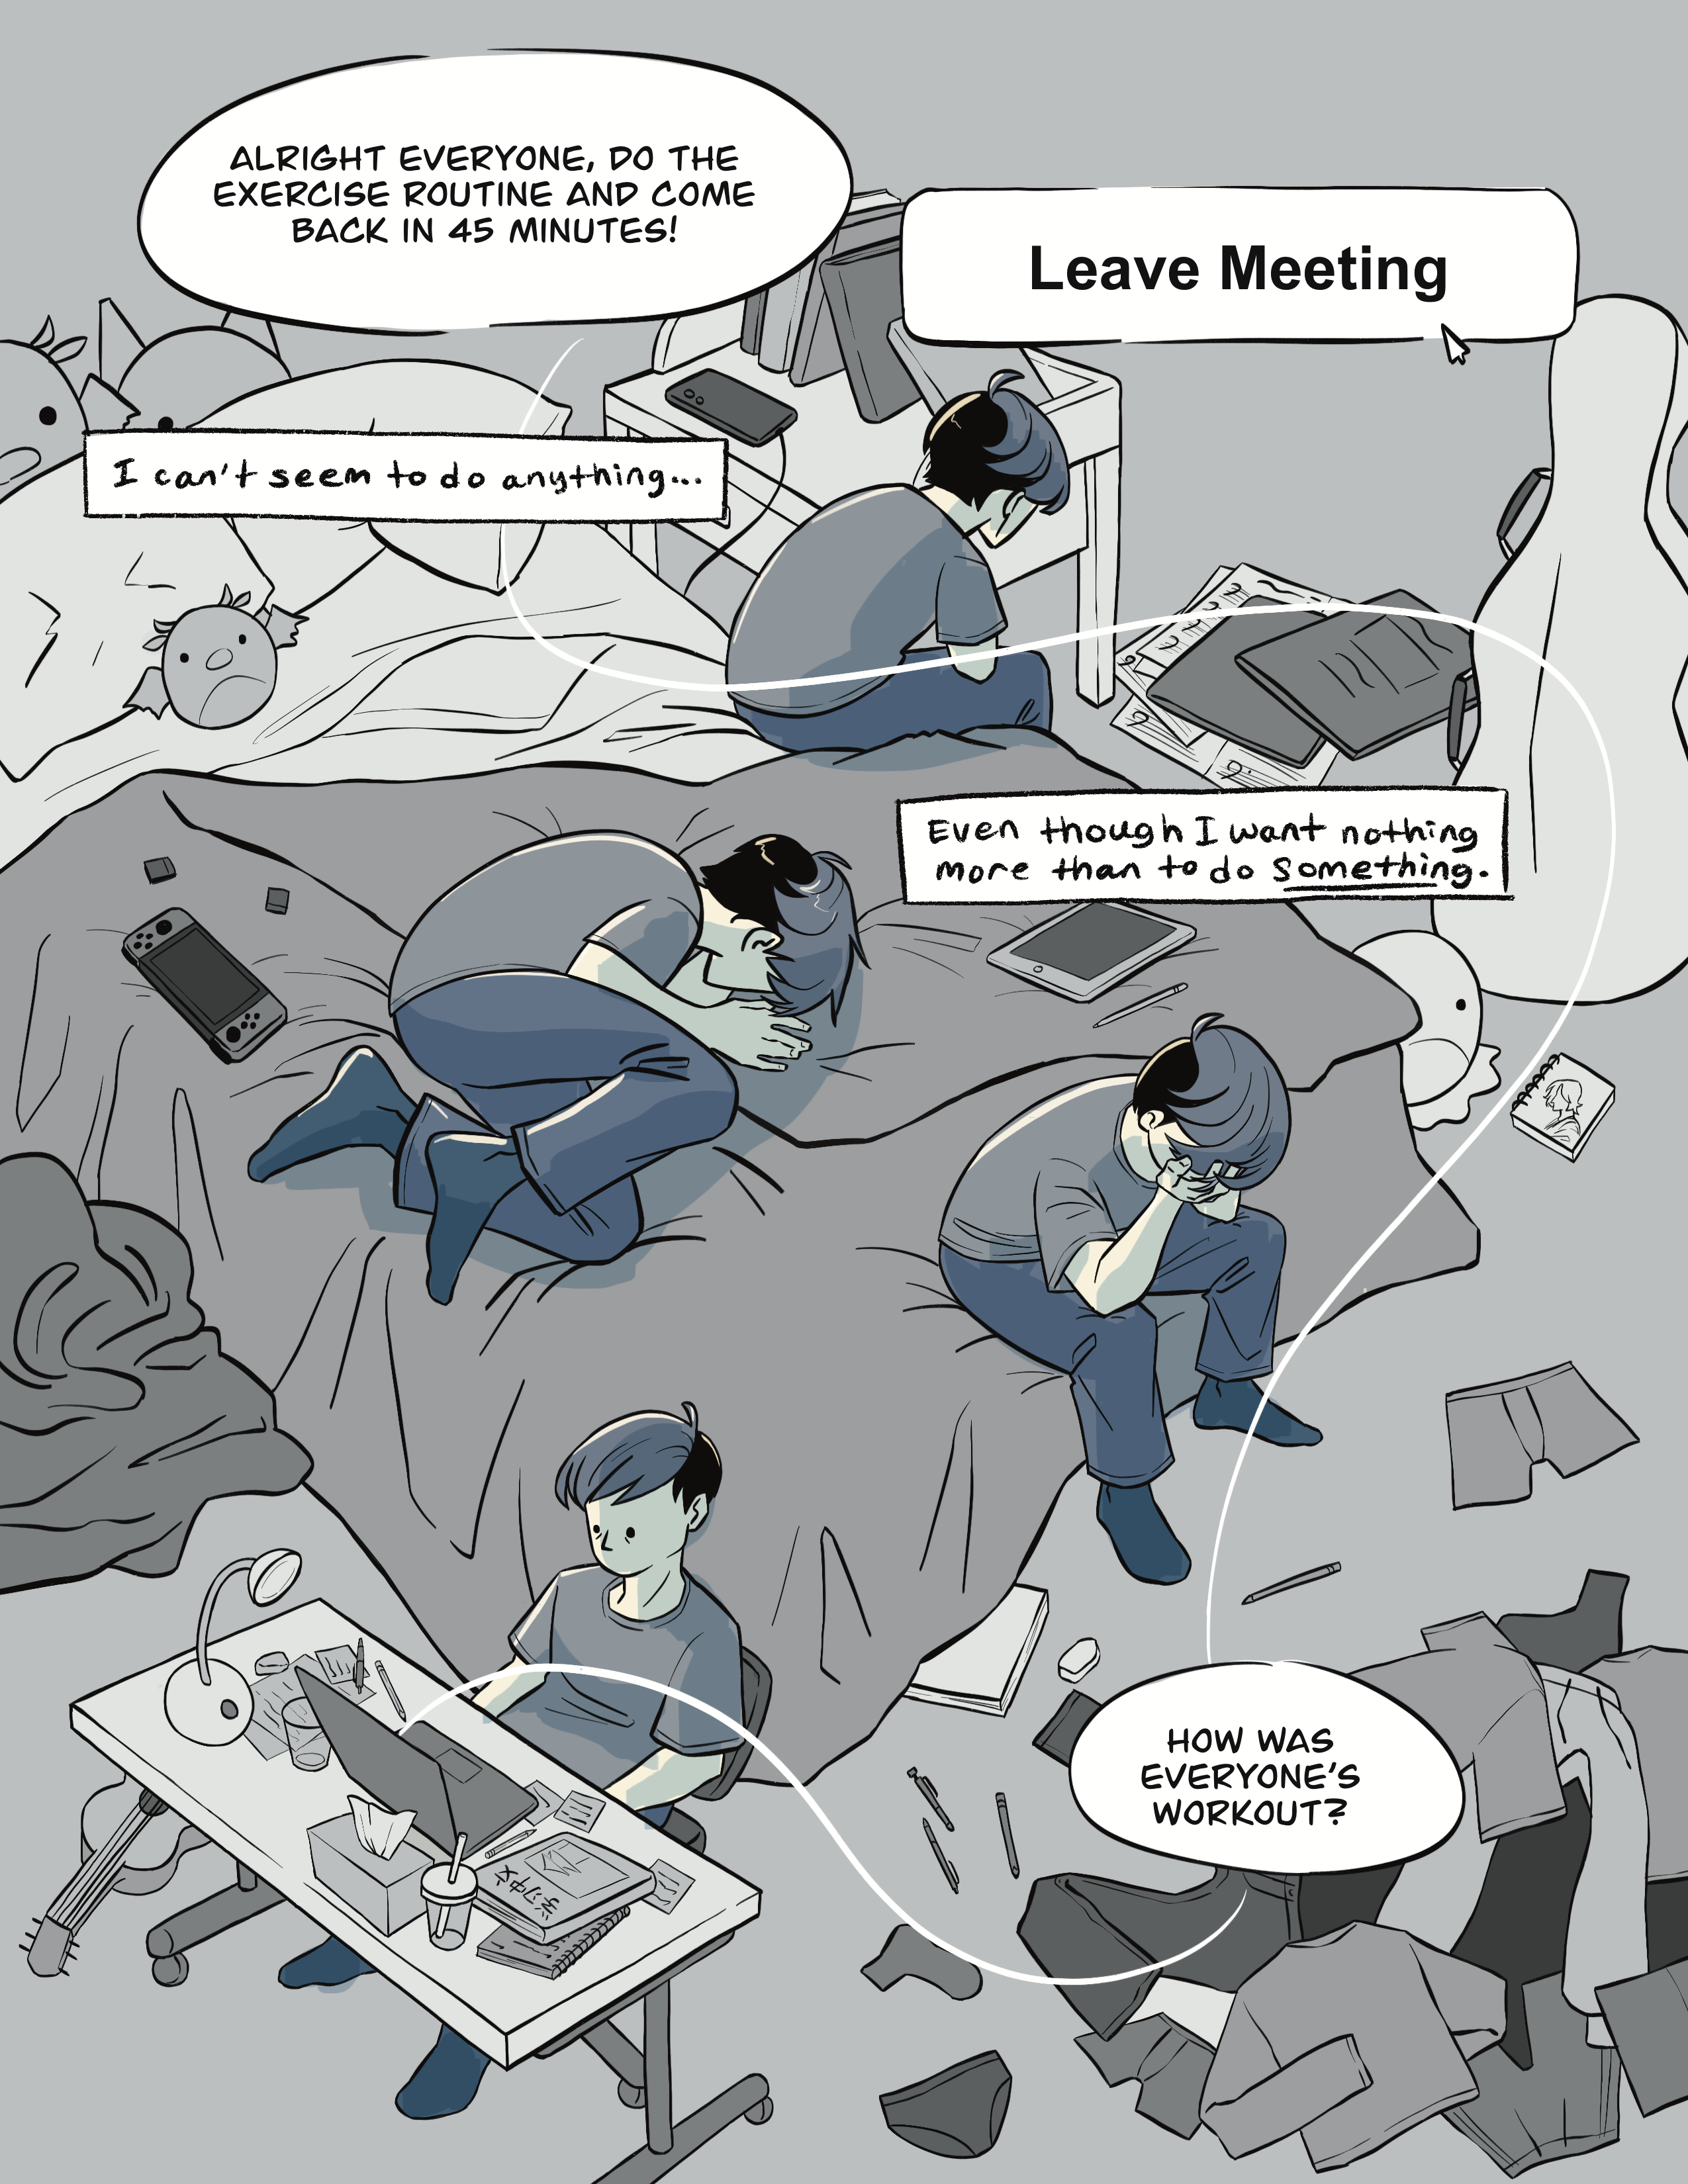 ALRIGHT EVERYONE, DO THE
EXERCISE ROUTINE AND COME
BACK IN 45 MINUTES!
Leave Meeting
I can't seem to do anything...
Even though I want nothing
more than to do something.
HOW WAS
EVERYONE'S
WORKOUT?